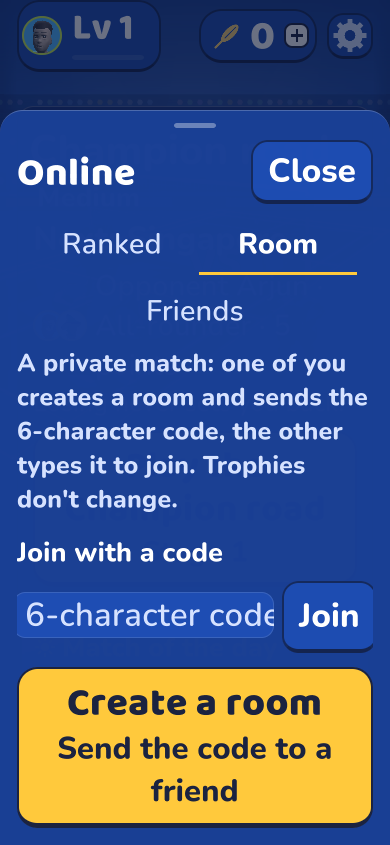 Lv 1
0
Online
Close
Ranked
Room
Friends
A private match: one of you
creates a room and sends the
6-character code, the other
types it to join. Trophies
don't change.
Join with a code
6-character code
Join
Create a room
Send the code to a
friend